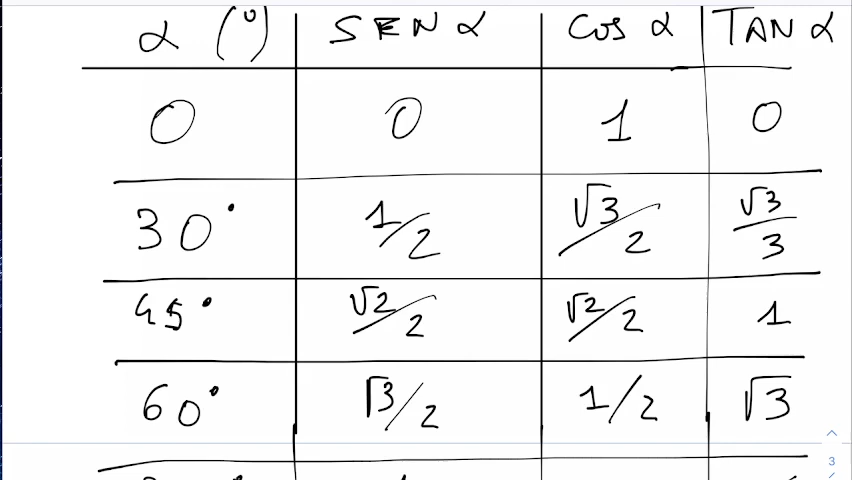 α (°) SEN α COS α TAN α
0 0 1 0
30° 1/2 √3/2 √3/3
45° √2/2 √2/2 1
60° √3/2 1/2 √3
3